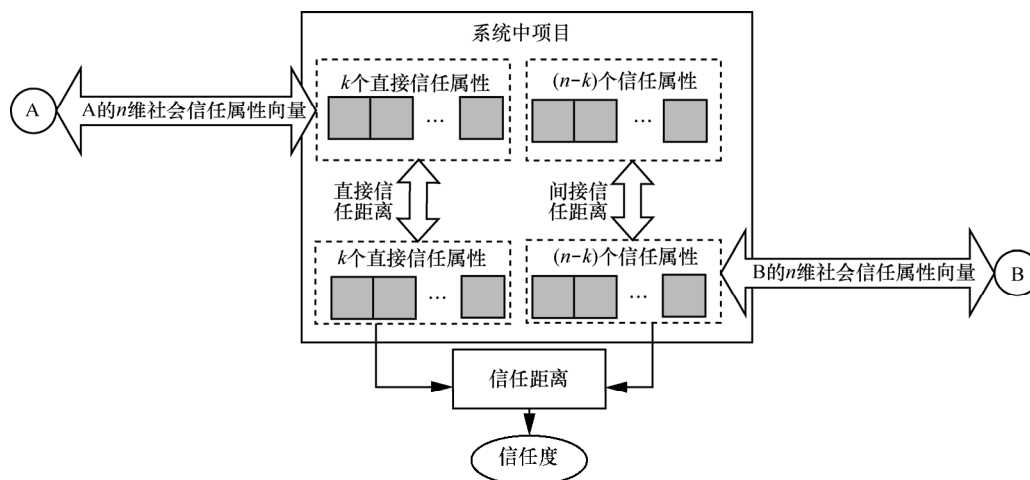 系统中项目
k个直接信任属性
(n-k)个信任属性
…
…
A
A的n维社会信任属性向量
直接信
任距离
间接信
任距离
k个直接信任属性
(n-k)个信任属性
…
…
B的n维社会信任属性向量
B
信任距离
信任度